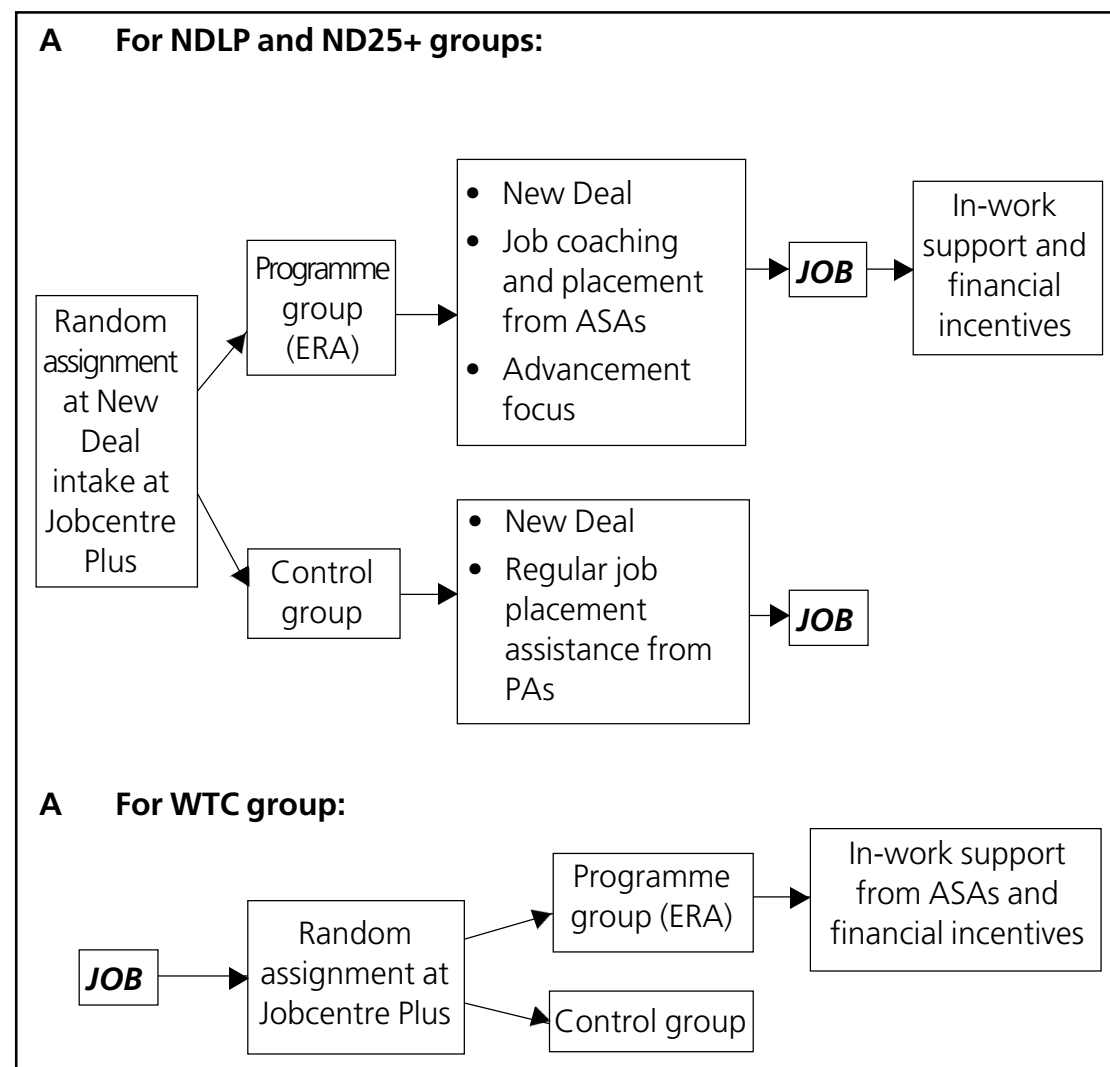 A For NDLP and ND25+ groups:
Random
assignment
at New
Deal
intake at
Jobcentre
Plus
Programme
group
(ERA)
• New Deal
• Job coaching
and placement
from ASAs
• Advancement
focus
JOB
In-work
support and
financial
incentives
Control
group
• New Deal
• Regular job
placement
assistance from
PAs
JOB
A For WTC group:
JOB
Random
assignment at
Jobcentre Plus
Programme
group (ERA)
In-work support
from ASAs and
financial incentives
Control group